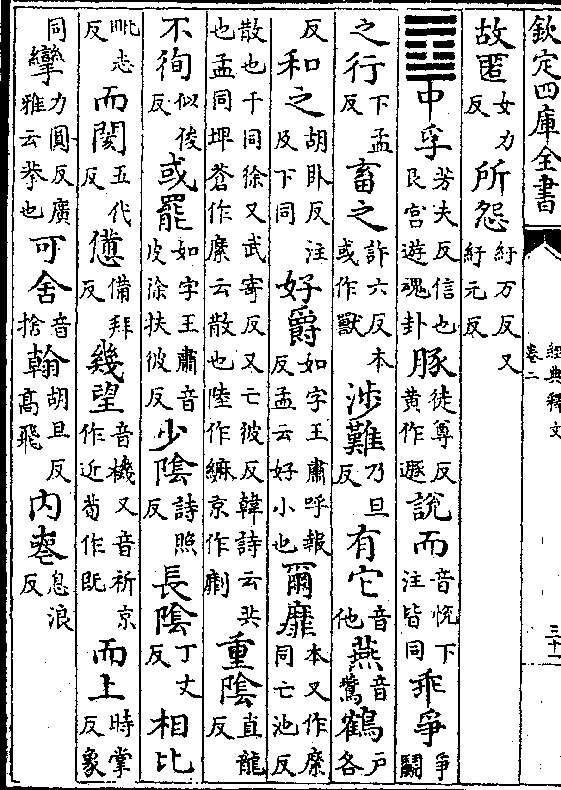 欽定四庫全書
經典釋文
卷二
三十一
故匿女力反所怨紆万反又紆元反
䷼中孚芳夫反信也艮宮遊魂卦豚徒尊反黄作遯說而音悅下注皆同乖爭爭鬬
之行下孟反畜之許六反本或作獸涉難乃旦反有它音他燕音鷰鶴户各
反和之胡卧反注及下同好爵如字王肅呼報反孟云好小也爾靡本又作縻同亡池反
散也干同徐又武寄反又亡彼反韓詩云共也孟同埤蒼作縻云散也陸作䌕京作劘重陰直龍反
不徇似俊反或罷如字王肅音皮徐扶彼反少陰詩照反長陰丁丈反相比
毗志反而閡五代反憊備拜反幾望音機又音祈京作近荀作既而上時掌反象
同攣力圓反廣雅云拳也可舍音捨翰胡旦反高飛内喪息浪反